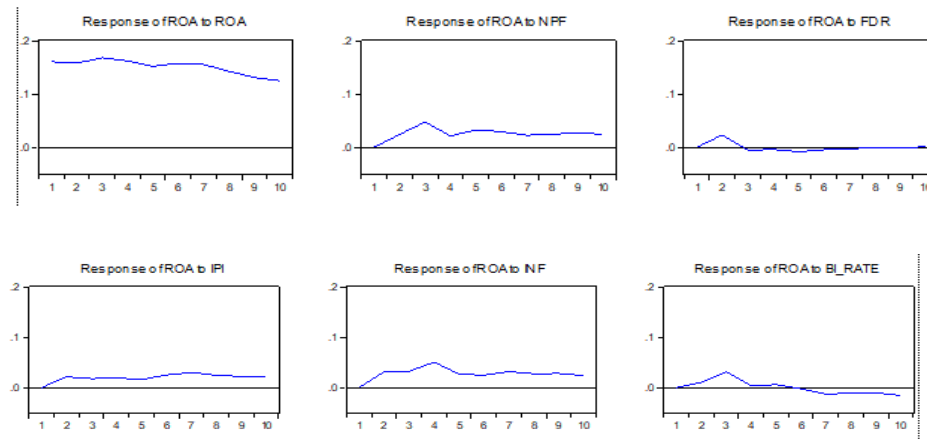 Response of ROA to ROA
Response of ROA to NPF
Response of ROA to FDR
.2
.1
.0
1 2 3 4 5 6 7 8 9 10
.2
.1
.0
1 2 3 4 5 6 7 8 9 10
.2
.1
.0
1 2 3 4 5 6 7 8 9 10
Response of ROA to IPI
Response of ROA to INF
Response of ROA to BI_RATE
.2
.1
.0
1 2 3 4 5 6 7 8 9 10
.2
.1
.0
1 2 3 4 5 6 7 8 9 10
.2
.1
.0
1 2 3 4 5 6 7 8 9 10